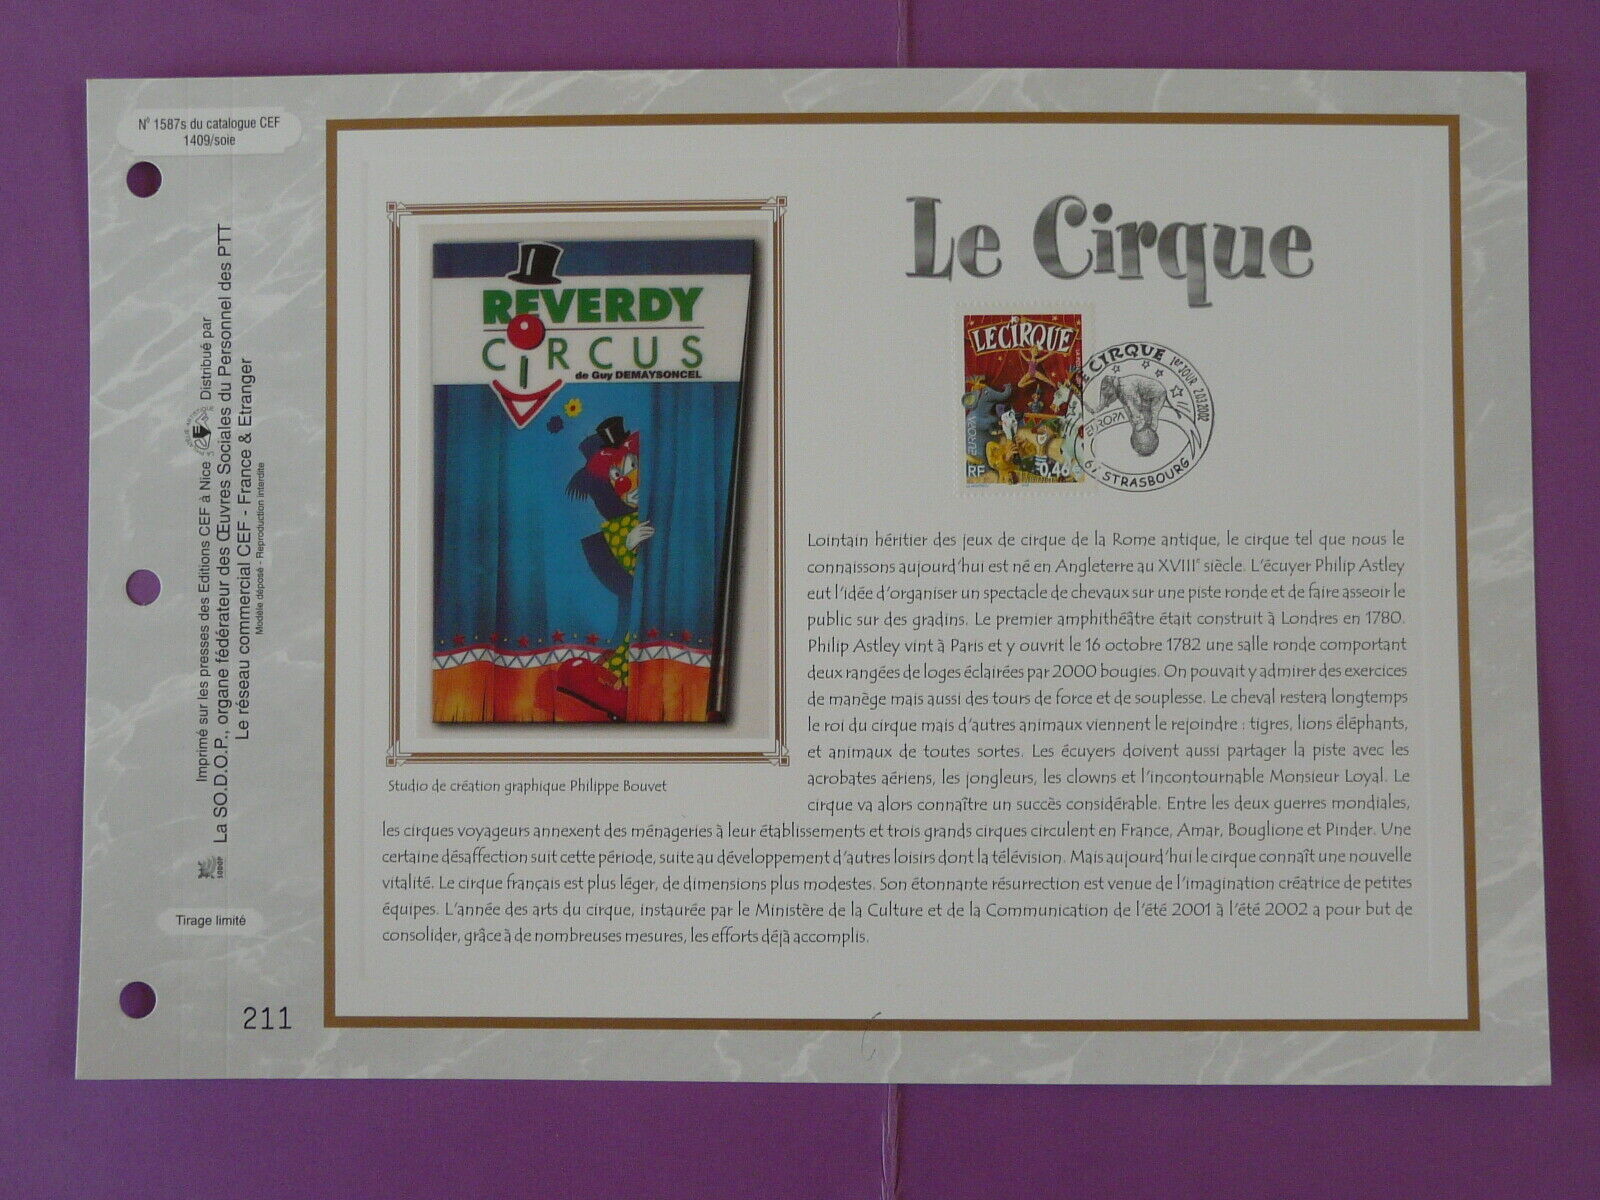 N° 1587s du catalogue CEF
1409/soie
Imprimé sur les presses des Editions CEF à Nice
Distribué par
La SO.D.O.P., organe fédérateur des Œuvres Sociales du Personnel des PTT
Le réseau commercial CEF - France & Etranger
Modèle déposé - Reproduction interdite
SODOP
Tirage limité
211
REVERDY
CIRCUS
de Guy DEMAYSONCEL
Studio de création graphique Philippe Bouvet
Le Cirque
LE CIRQUE
EUROPA
RF
0,46 €
LE CIRQUE 1er JOUR 2.03.2002
EUROPA
67 STRASBOURG
Lointain héritier des jeux de cirque de la Rome antique, le cirque tel que nous le
connaissons aujourd'hui est né en Angleterre au XVIIIe siècle. L'écuyer Philip Astley
eut l'idée d'organiser un spectacle de chevaux sur une piste ronde et de faire asseoir le
public sur des gradins. Le premier amphithéâtre était construit à Londres en 1780.
Philip Astley vint à Paris et y ouvrit le 16 octobre 1782 une salle ronde comportant
deux rangées de loges éclairées par 2000 bougies. On pouvait y admirer des exercices
de manège mais aussi des tours de force et de souplesse. Le cheval restera longtemps
le roi du cirque mais d'autres animaux viennent le rejoindre : tigres, lions éléphants,
et animaux de toutes sortes. Les écuyers doivent aussi partager la piste avec les
acrobates aériens, les jongleurs, les clowns et l'incontournable Monsieur Loyal. Le
cirque va alors connaître un succès considérable. Entre les deux guerres mondiales,
les cirques voyageurs annexent des ménageries à leur établissements et trois grands cirques circulent en France, Amar, Bouglione et Pinder. Une
certaine désaffection suit cette période, suite au développement d'autres loisirs dont la télévision. Mais aujourd'hui le cirque connaît une nouvelle
vitalité. Le cirque français est plus léger, de dimensions plus modestes. Son étonnante résurrection est venue de l'imagination créatrice de petites
équipes. L'année des arts du cirque, instaurée par le Ministère de la Culture et de la Communication de l'été 2001 à l'été 2002 a pour but de
consolider, grâce à de nombreuses mesures, les efforts déjà accomplis.